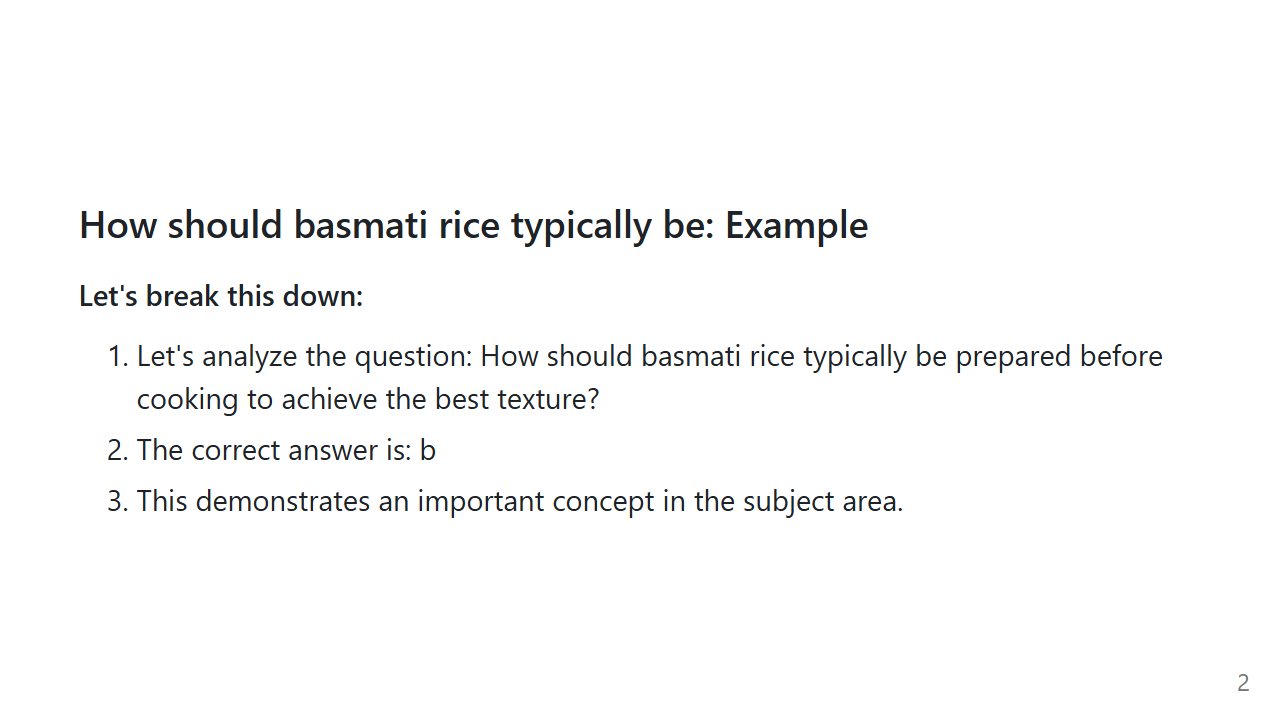 How should basmati rice typically be: Example
Let's break this down:
1. Let's analyze the question: How should basmati rice typically be prepared before
cooking to achieve the best texture?
2. The correct answer is: b
3. This demonstrates an important concept in the subject area.
2